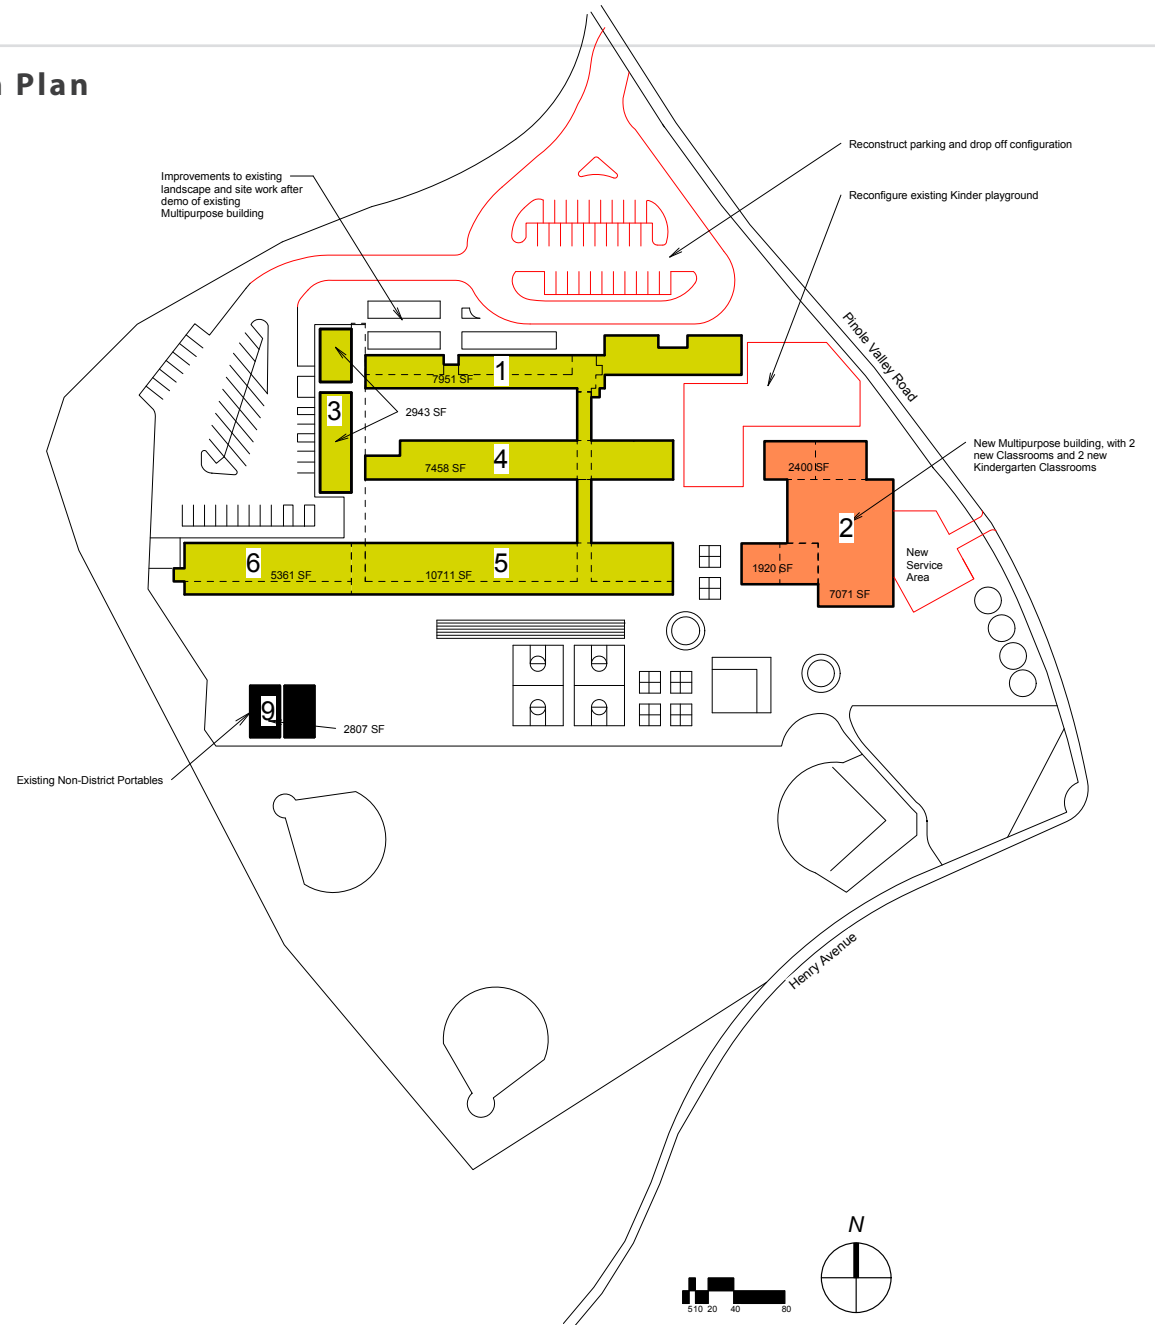 Plan
Improvements to existing
landscape and site work after
demo of existing
Multipurpose building
Reconstruct parking and drop off configuration
Reconfigure existing Kinder playground
Pinole Valley Road
1
7951 SF
3
2943 SF
4
7458 SF
New Multipurpose building, with 2
new Classrooms and 2 new
Kindergarten Classrooms
2400 SF
2
New
Service
Area
6
5361 SF
5
10711 SF
1920 SF
7071 SF
9
2807 SF
Existing Non-District Portables
Henry Avenue
N
5 10 20 40 80